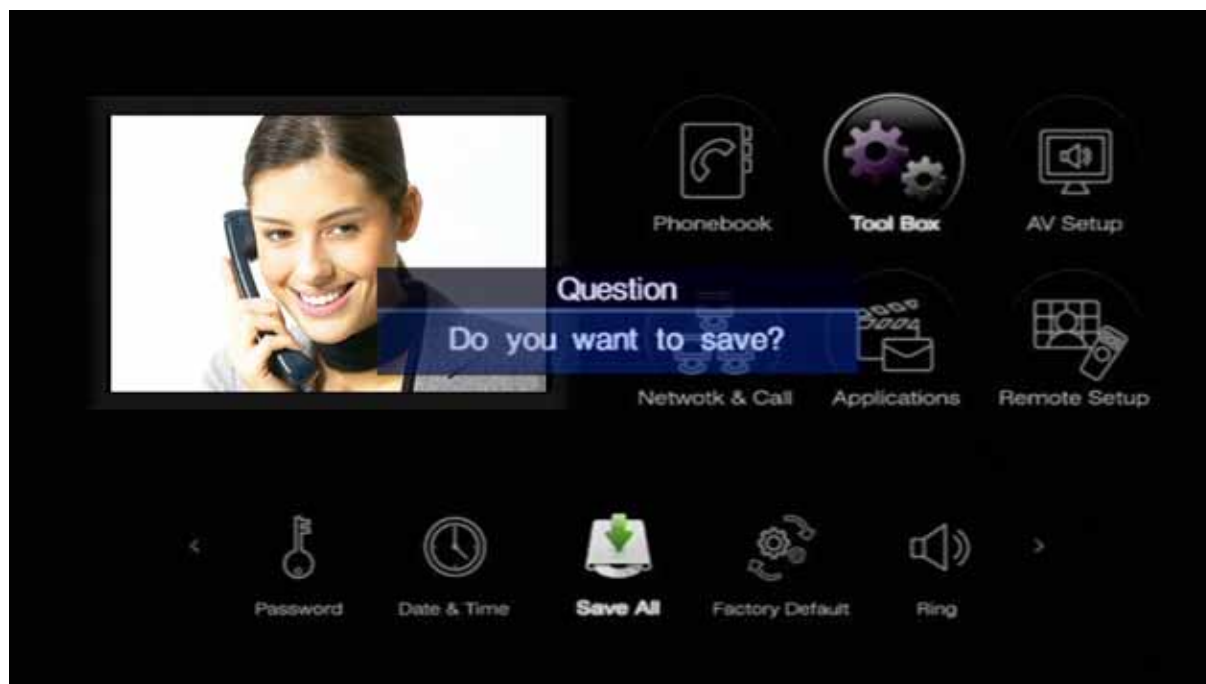 Phonebook
Tool Box
AV Setup
Question
Do you want to save?
Netwotk & Call
Applications
Remote Setup
<
Password
Date & Time
Save All
Factory Default
Ring
>